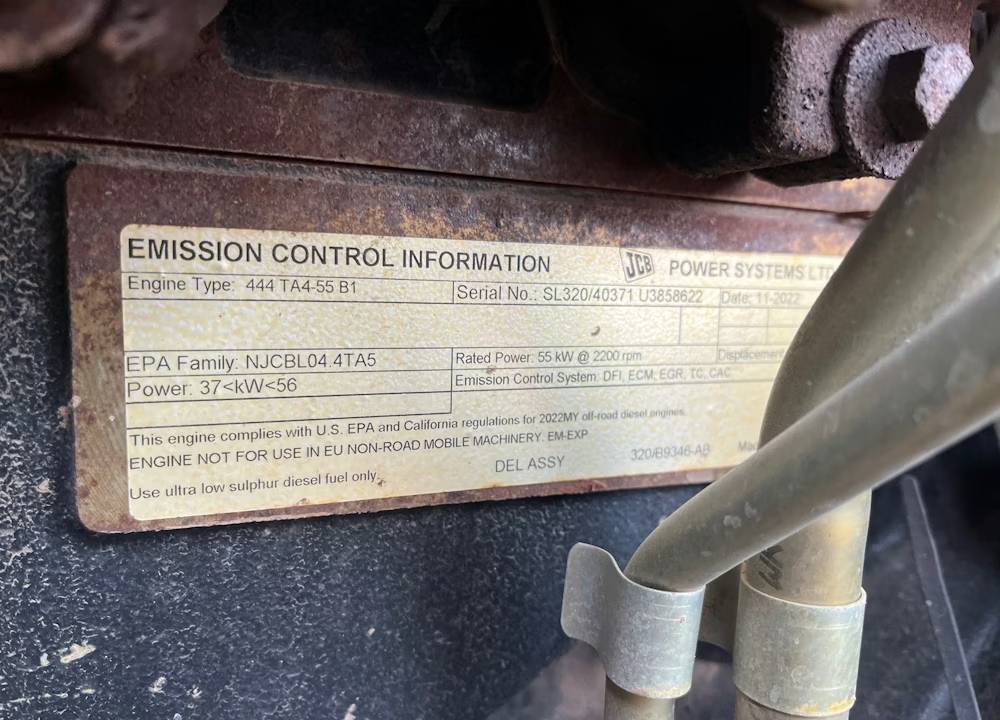 EMISSION CONTROL INFORMATION JCB POWER SYSTEMS LTD
Engine Type: 444 TA4-55 B1 Serial No.: SL320/40371 U3858622 Date: 11-2022
EPA Family: NJCBL04.4TA5 Rated Power: 55 kW @ 2200 rpm Displacement
Power: 37<kW<56 Emission Control System: DFI, ECM, EGR, TC, CAC
This engine complies with U.S. EPA and California regulations for 2022MY off-road diesel engines.
ENGINE NOT FOR USE IN EU NON-ROAD MOBILE MACHINERY. EM-EXP
Use ultra low sulphur diesel fuel only. DEL ASSY 320/B9346-AB